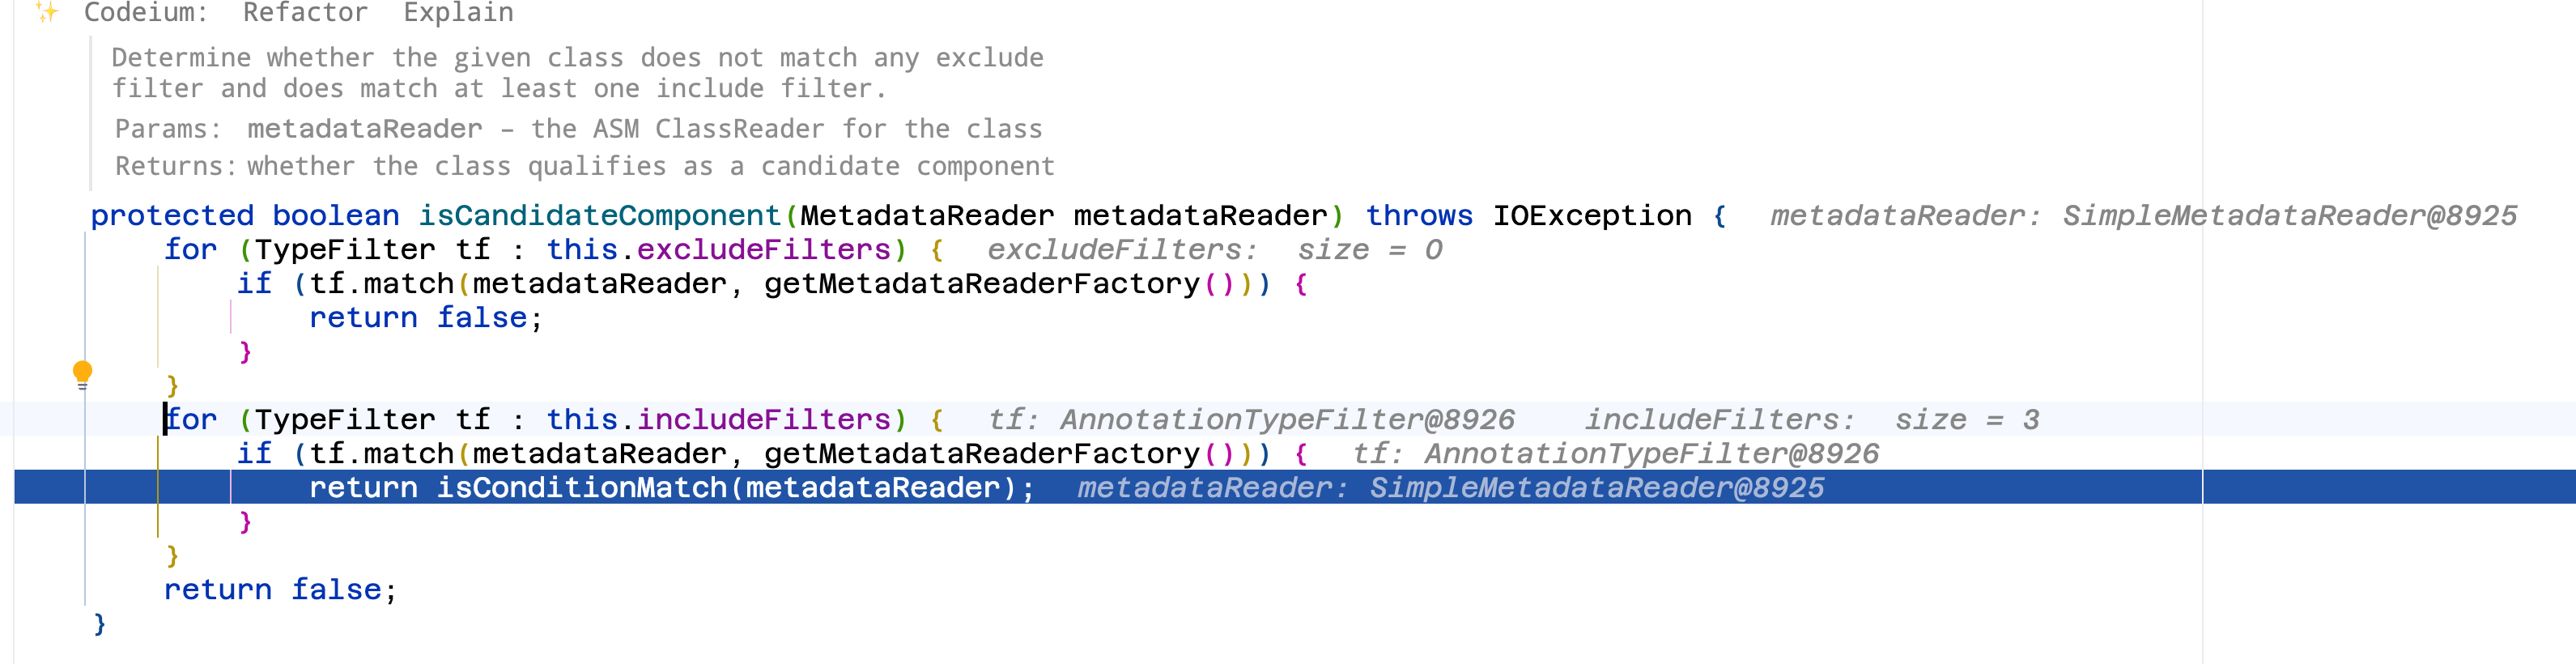 ✨ Codeium: Refactor Explain
Determine whether the given class does not match any exclude
filter and does match at least one include filter.
Params: metadataReader – the ASM ClassReader for the class
Returns: whether the class qualifies as a candidate component
protected boolean isCandidateComponent(MetadataReader metadataReader) throws IOException { metadataReader: SimpleMetadataReader@8925
for (TypeFilter tf : this.excludeFilters) { excludeFilters: size = 0
if (tf.match(metadataReader, getMetadataReaderFactory())) {
return false;
}
}
for (TypeFilter tf : this.includeFilters) { tf: AnnotationTypeFilter@8926 includeFilters: size = 3
if (tf.match(metadataReader, getMetadataReaderFactory())) { tf: AnnotationTypeFilter@8926
return isConditionMatch(metadataReader); metadataReader: SimpleMetadataReader@8925
}
}
return false;
}